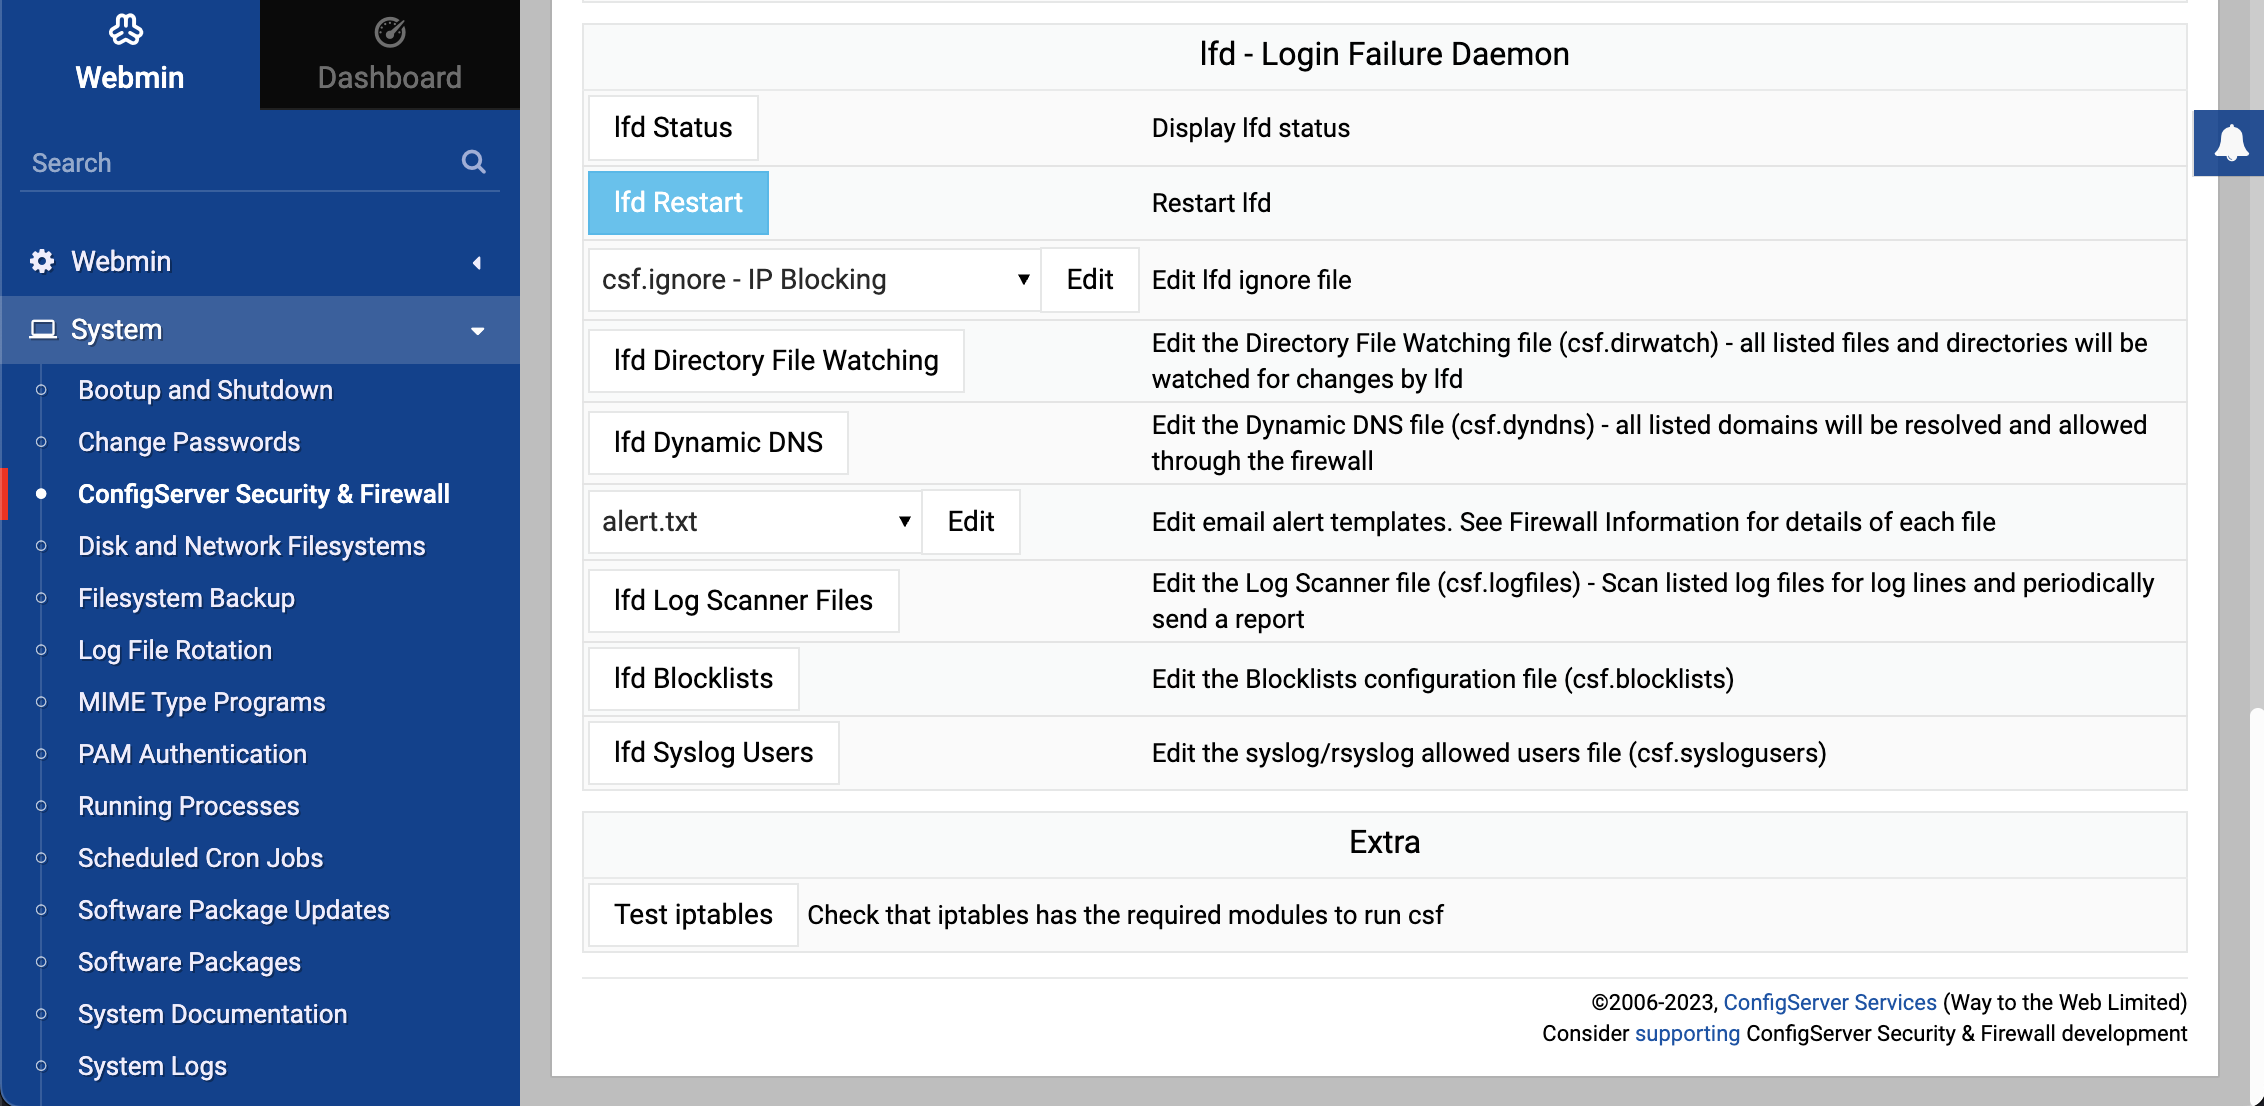 Webmin
Dashboard
Search
Webmin
System
Bootup and Shutdown
Change Passwords
ConfigServer Security & Firewall
Disk and Network Filesystems
Filesystem Backup
Log File Rotation
MIME Type Programs
PAM Authentication
Running Processes
Scheduled Cron Jobs
Software Package Updates
Software Packages
System Documentation
System Logs
lfd - Login Failure Daemon
lfd Status
Display lfd status
lfd Restart
Restart lfd
csf.ignore - IP Blocking
Edit
Edit lfd ignore file
lfd Directory File Watching
Edit the Directory File Watching file (csf.dirwatch) - all listed files and directories will be
watched for changes by lfd
lfd Dynamic DNS
Edit the Dynamic DNS file (csf.dyndns) - all listed domains will be resolved and allowed
through the firewall
alert.txt
Edit
Edit email alert templates. See Firewall Information for details of each file
lfd Log Scanner Files
Edit the Log Scanner file (csf.logfiles) - Scan listed log files for log lines and periodically
send a report
lfd Blocklists
Edit the Blocklists configuration file (csf.blocklists)
lfd Syslog Users
Edit the syslog/rsyslog allowed users file (csf.syslogusers)
Extra
Test iptables
Check that iptables has the required modules to run csf
©2006-2023, ConfigServer Services (Way to the Web Limited)
Consider supporting ConfigServer Security & Firewall development